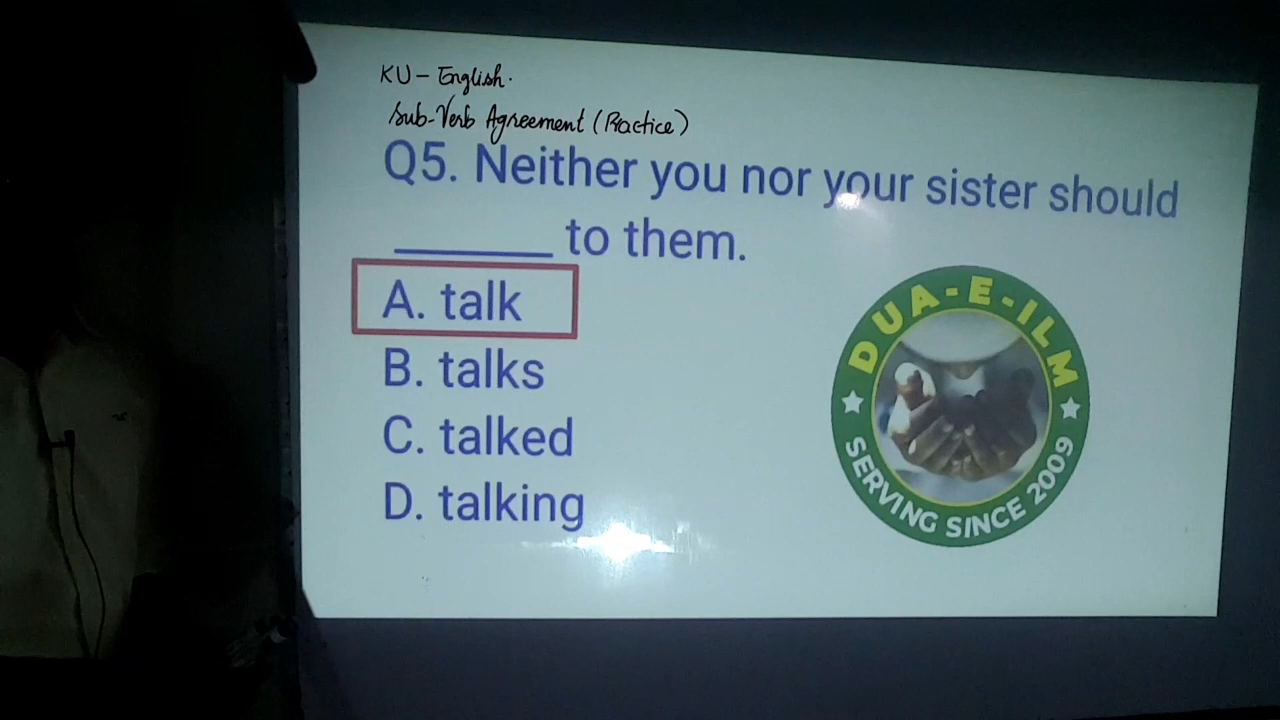 KU - English.
Sub-Verb Agreement (Practice)
Q5. Neither you nor your sister should
______ to them.
A. talk
B. talks
C. talked
D. talking
DUA-E-ILM
SERVING SINCE 2009